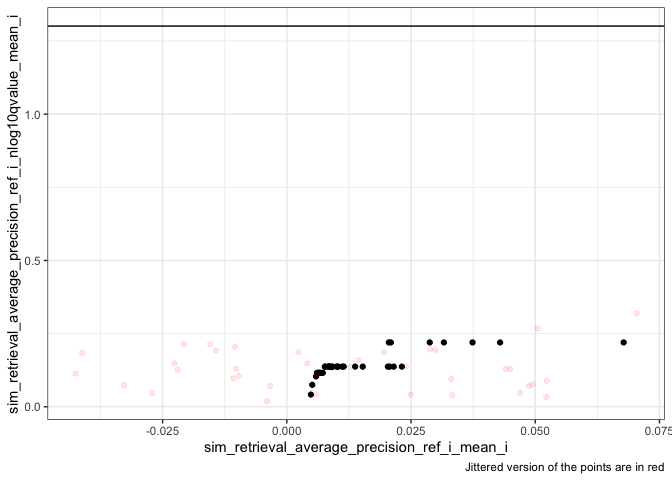 sim_retrieval_average_precision_ref_i_nlog10qvalue_mean_i
1.0
0.5
0.0
-0.025
0.000
0.025
0.050
0.075
sim_retrieval_average_precision_ref_i_mean_i
Jittered version of the points are in red